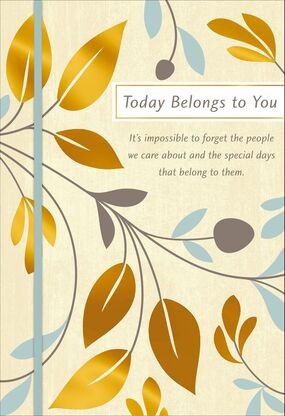 Today Belongs to You
It's impossible to forget the people
we care about and the special days
that belong to them.